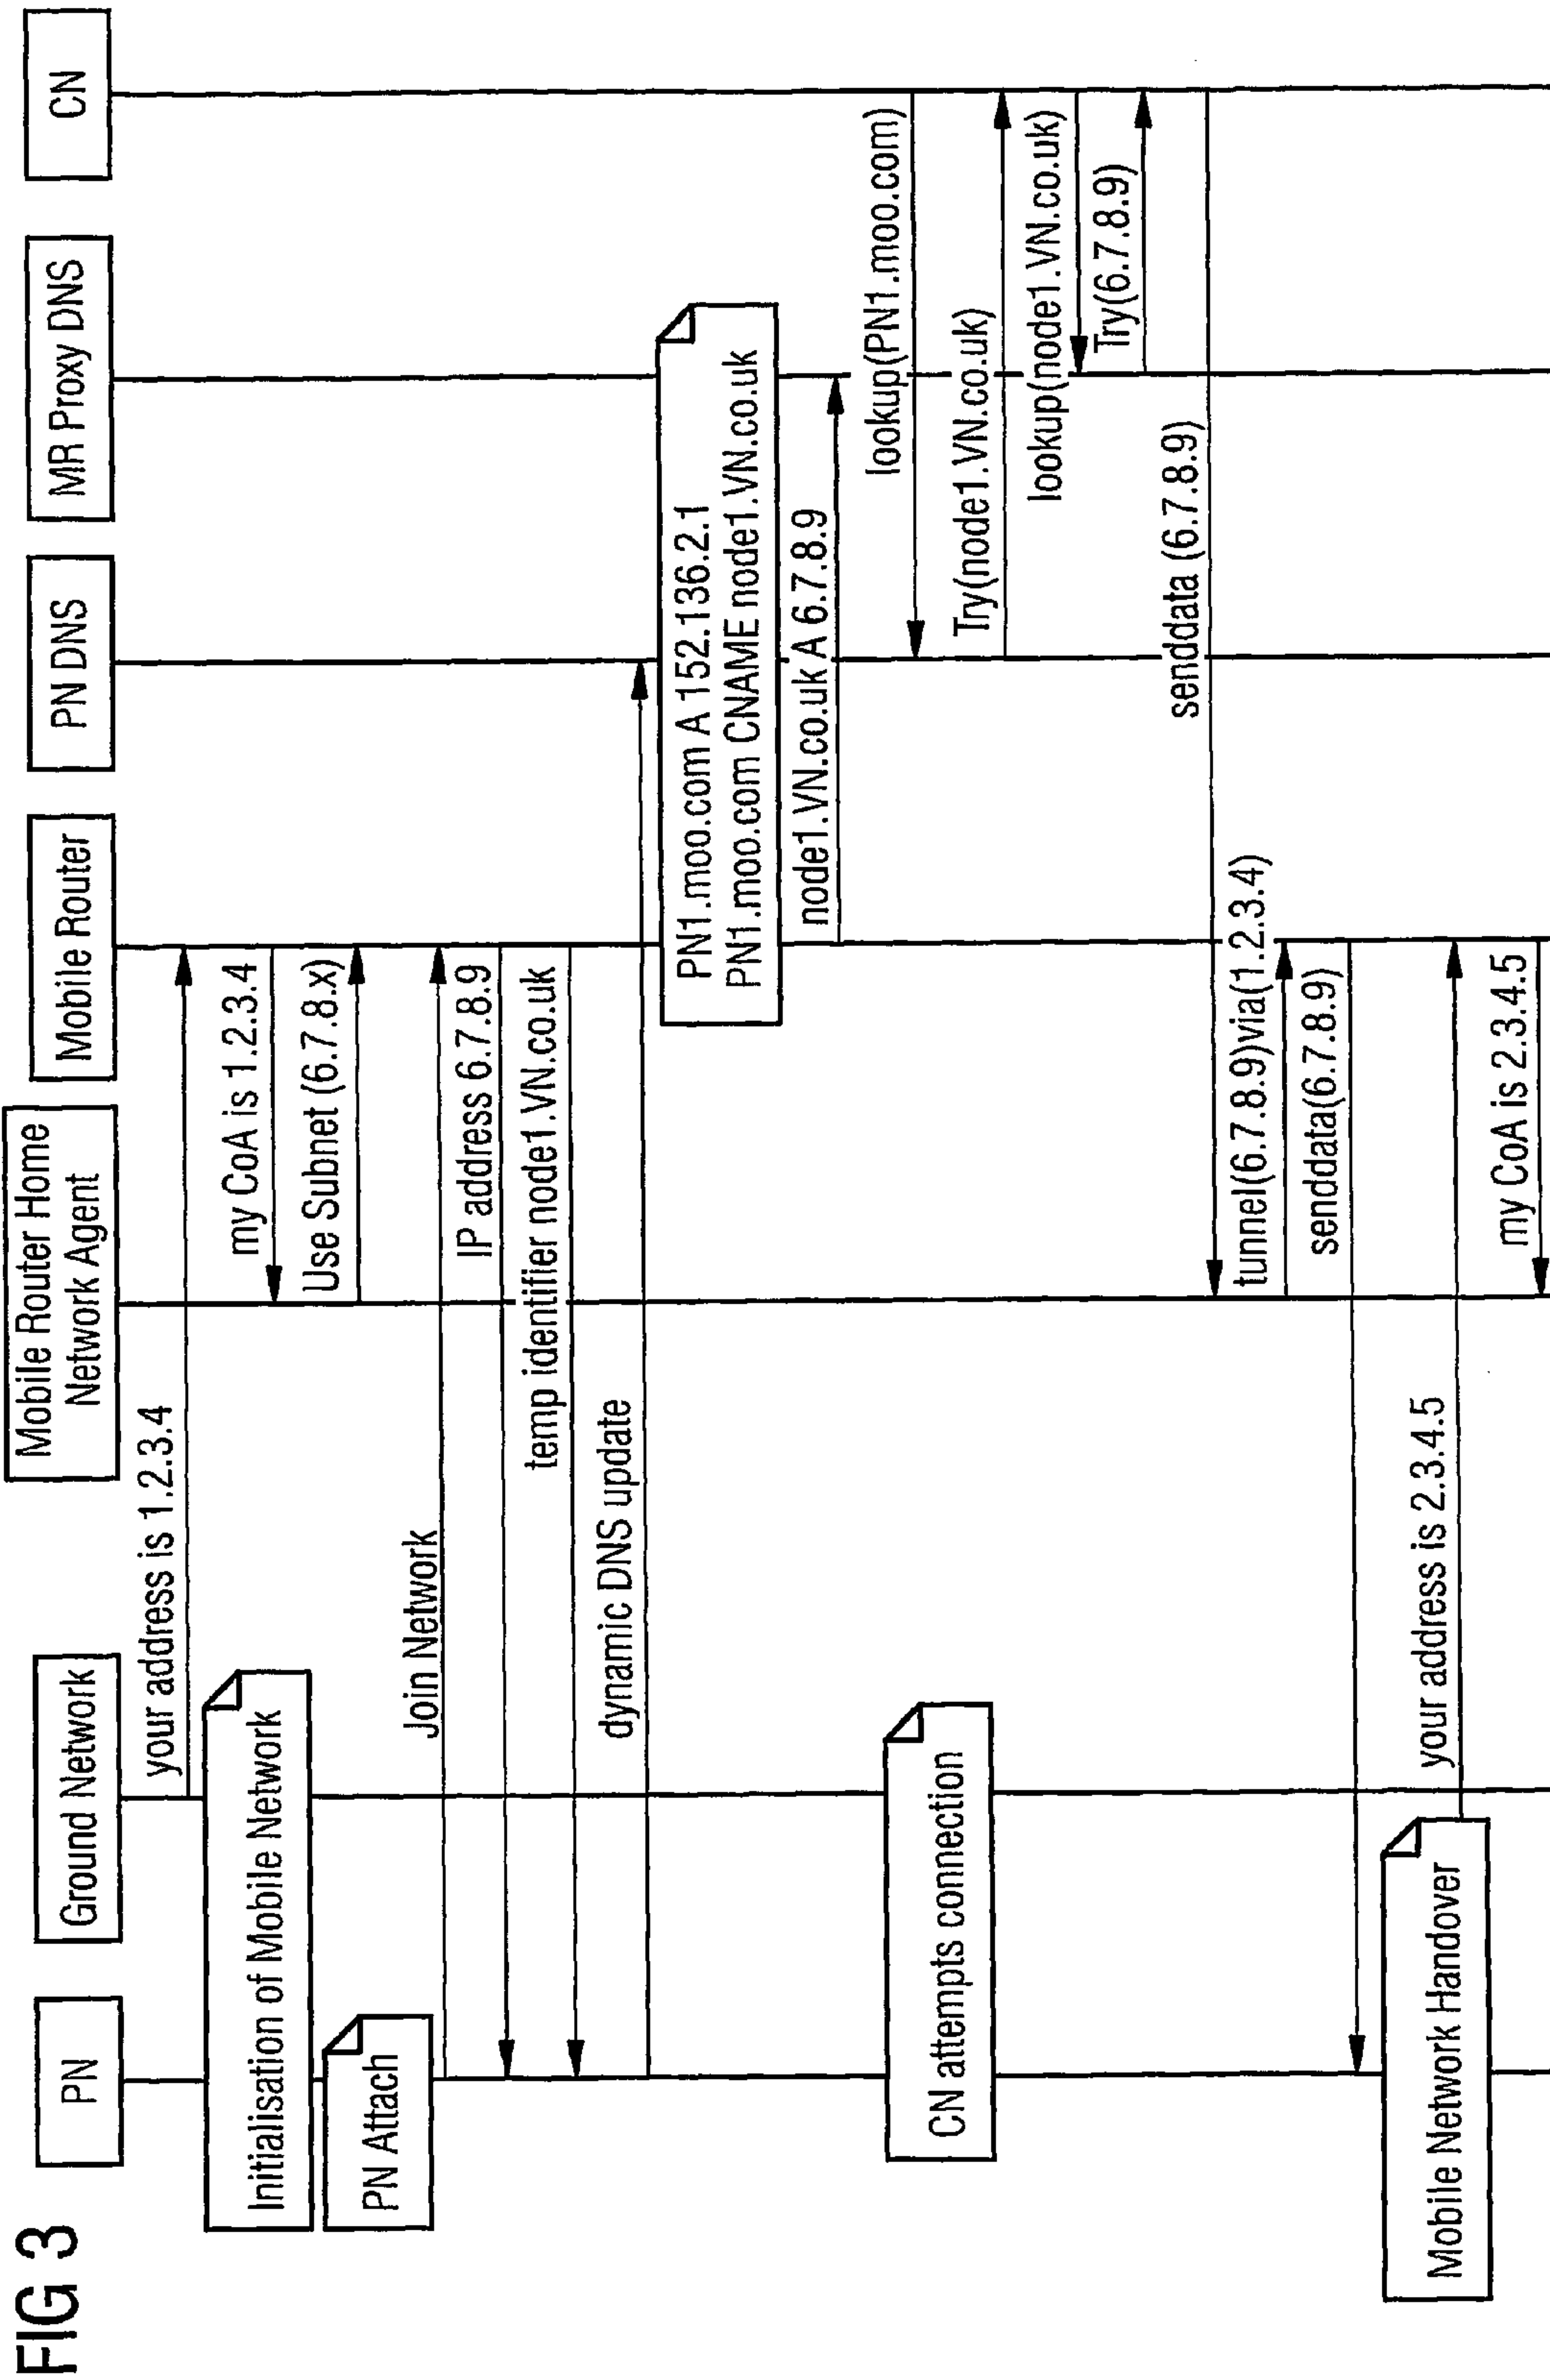 FIG 3
PN
Ground Network
Mobile Router Home
Network Agent
Mobile Router
PN DNS
MR Proxy DNS
CN
your address is 1.2.3.4
Initialisation of Mobile Network
my CoA is 1.2.3.4
Use Subnet (6.7.8.x)
PN Attach
Join Network
IP address 6.7.8.9
temp identifier node1.VN.co.uk
dynamic DNS update
PN1.moo.com A 152.136.2.1
PN1.moo.com CNAME node1.VN.co.uk
node1.VN.co.uk A 6.7.8.9
CN attempts connection
lookup(PN1.moo.com)
Try(node1.VN.co.uk)
lookup(node1.VN.co.uk)
Try(6.7.8.9)
senddata (6.7.8.9)
tunnel(6.7.8.9)via(1.2.3.4)
senddata(6.7.8.9)
Mobile Network Handover
your address is 2.3.4.5
my CoA is 2.3.4.5